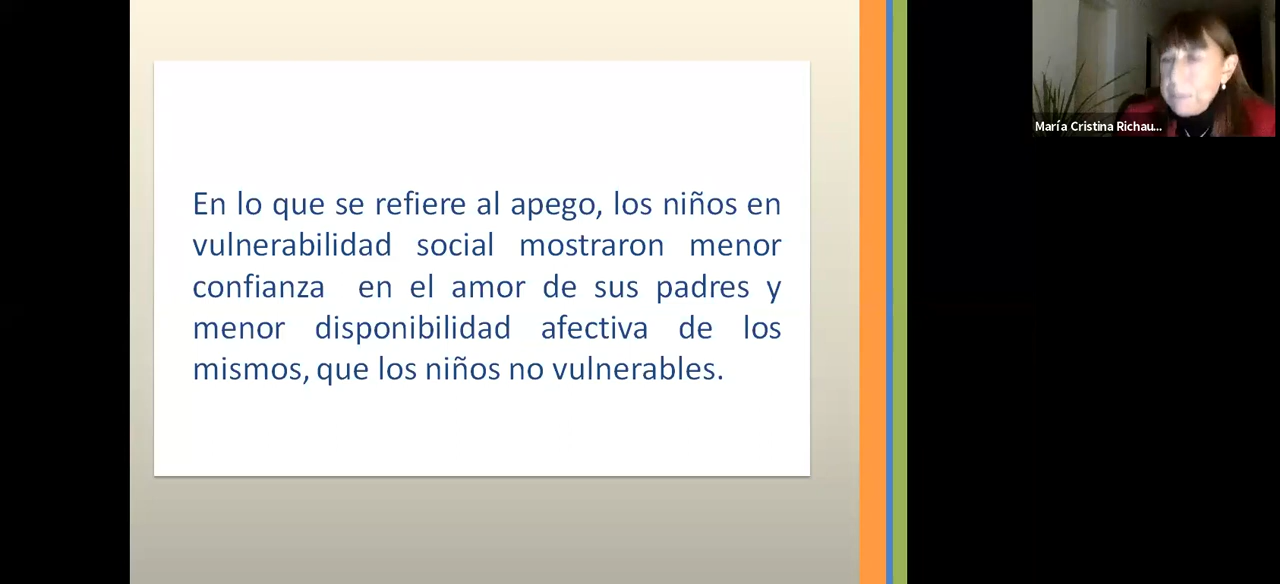 En lo que se refiere al apego, los niños en
vulnerabilidad social mostraron menor
confianza en el amor de sus padres y
menor disponibilidad afectiva de los
mismos, que los niños no vulnerables.
María Cristina Richau...